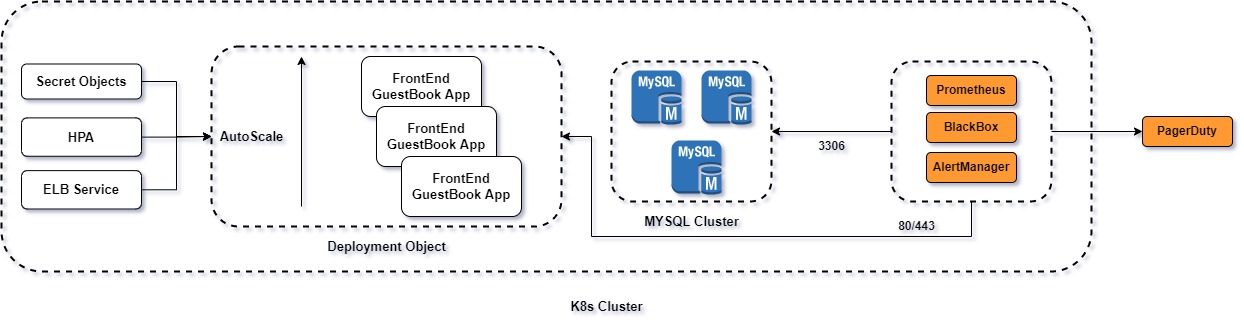 Secret Objects
HPA
ELB Service
AutoScale
FrontEnd
GuestBook App
FrontEnd
GuestBook App
FrontEnd
GuestBook App
Deployment Object
MySQL
M
MySQL
M
MySQL
M
MYSQL Cluster
3306
80/443
Prometheus
BlackBox
AlertManager
PagerDuty
K8s Cluster